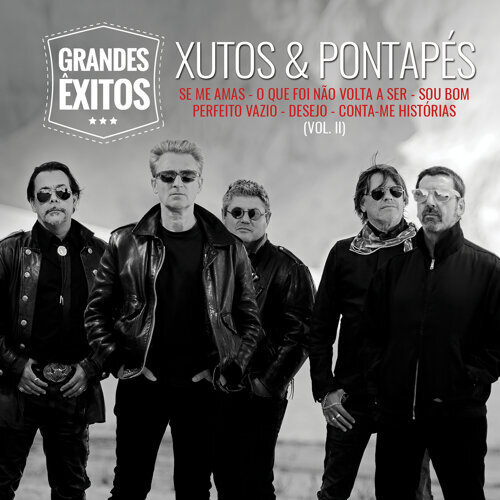 GRANDES
ÊXITOS
XUTOS & PONTAPÉS
SE ME AMAS - O QUE FOI NÃO VOLTA A SER - SOU BOM
PERFEITO VAZIO - DESEJO - CONTA-ME HISTÓRIAS
(VOL. II)